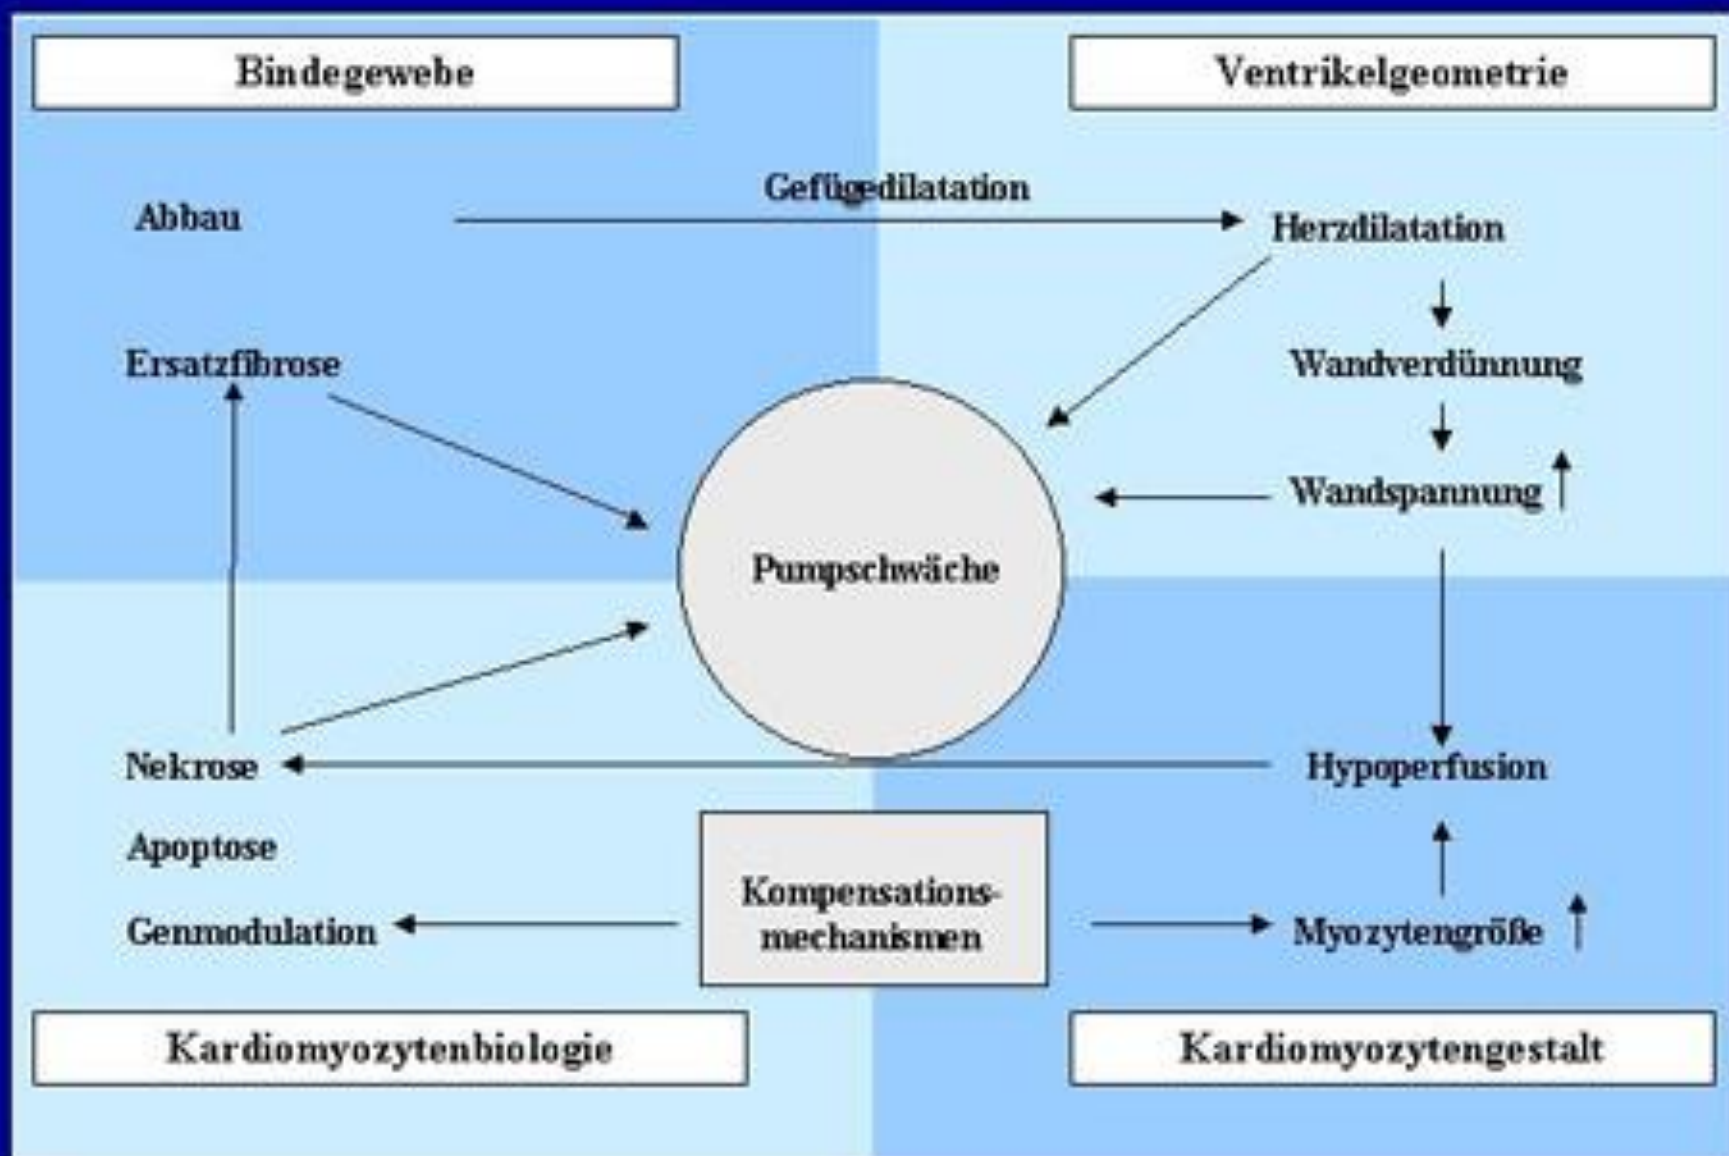 Bindegewebe
Ventrikelgeometrie
Gefügedilatation
Abbau
Herzdilatation
Ersatzfibrose
Wandverdünnung
Wandspannung
Pumpschwäche
Nekrose
Hypoperfusion
Apoptose
Kompensations-
mechanismen
Genmodulation
Myozytengröße
Kardiomyozytenbiologie
Kardiomyozytengestalt